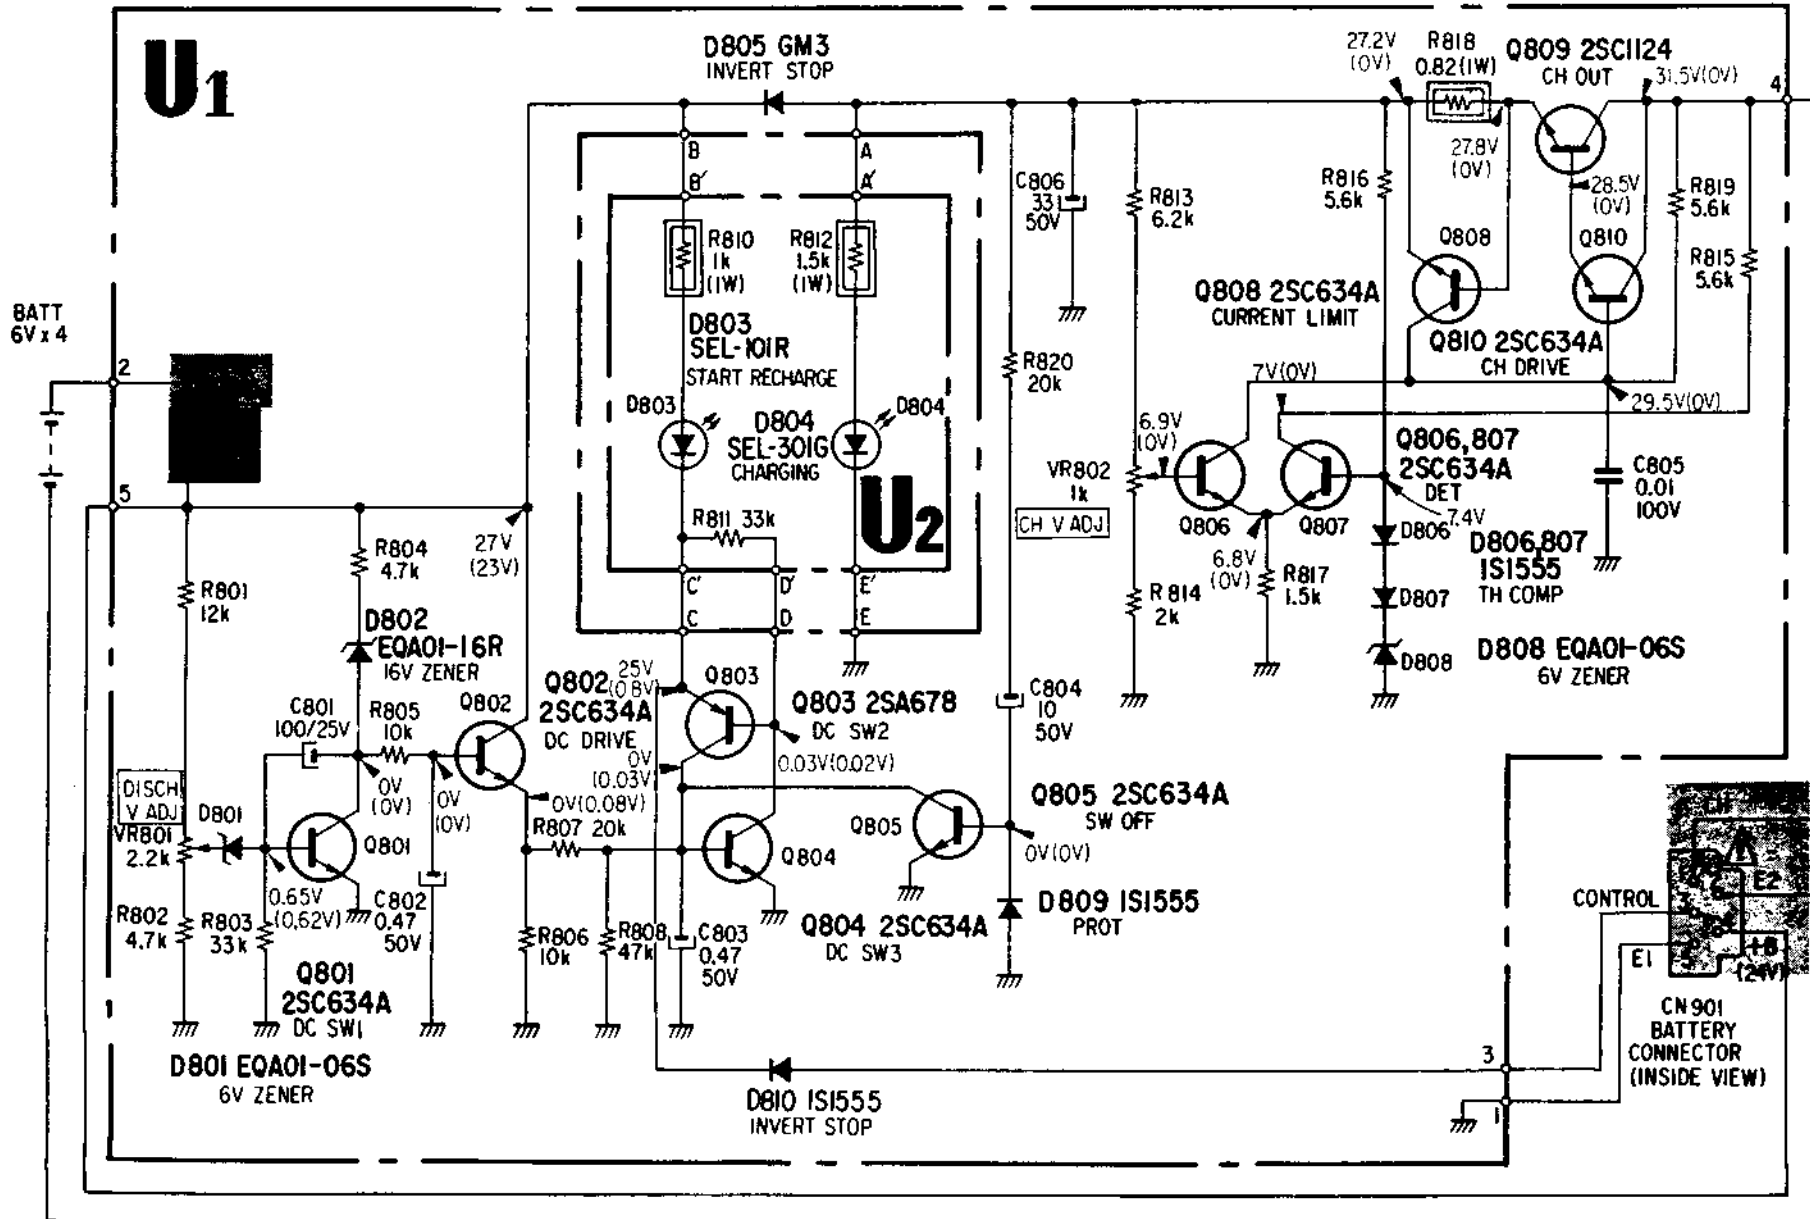 U1
D805 GM3
INVERT STOP
27.2V
(0V)
R818
0.82(1W)
Q809 2SC1124
CH OUT
31.5V(0V)
4
B
A
B′
A′
R810
1k
(1W)
R812
1.5k
(1W)
C806
33
50V
R813
6.2k
R816
5.6k
27.8V
(0V)
28.5V
(0V)
R819
5.6k
Q808
Q810
R815
5.6k
Q808 2SC634A
CURRENT LIMIT
Q810 2SC634A
CH DRIVE
BATT
6V x 4
2
D803
SEL-101R
START RECHARGE
R820
20k
7V(0V)
29.5V(0V)
D803
D804
D804
SEL-301G
CHARGING
6.9V
(0V)
Q806,807
2SC634A
DET
C805
0.01
100V
VR802
1k
CH V ADJ
Q806
Q807
7.4V
5
R811 33k
U2
27V
(23V)
R804
4.7k
R801
12k
6.8V
(0V)
R817
1.5k
D806
D806,807
1S1555
TH COMP
D807
R814
2k
C′
D′
E′
C
D
E
D802
EQA01-16R
16V ZENER
D808
D808 EQA01-06S
6V ZENER
25V
(0.8V)
Q803
Q802
2SC634A
DC DRIVE
Q803 2SA678
DC SW2
C804
10
50V
C801
100/25V
R805
10k
Q802
0V
(0.03V)
0.03V(0.02V)
DISCH
V ADJ
VR801
2.2k
D801
0V
(0V)
0V
(0V)
0V(0.08V)
Q801
R807 20k
Q804
Q805
Q805 2SC634A
SW OFF
0V(0V)
0.65V
(0.62V)
R802
4.7k
R803
33k
C802
0.47
50V
R806
10k
R808
47k
C803
0.47
50V
Q804 2SC634A
DC SW3
D809 1S1555
PROT
Q801
2SC634A
DC SW1
D801 EQA01-06S
6V ZENER
D810 1S1555
INVERT STOP
CONTROL
E1
E2
+B
(24V)
3
1
CN901
BATTERY
CONNECTOR
(INSIDE VIEW)